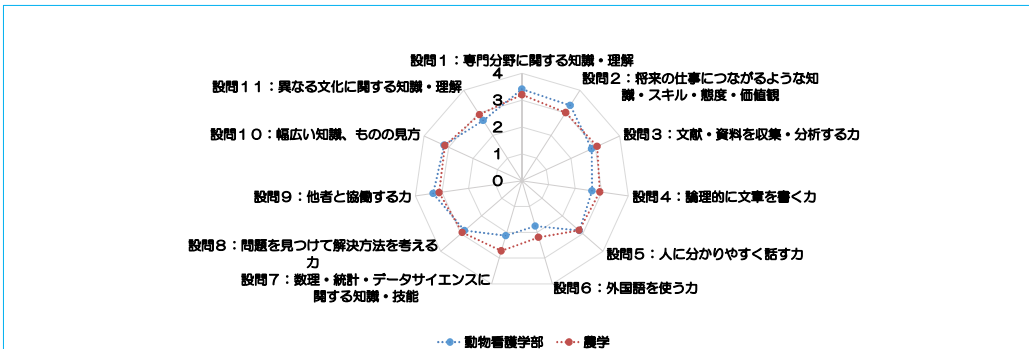 設問１：専門分野に関する知識・理解
設問２：将来の仕事につながるような知
識・スキル・態度・価値観
設問３：文献・資料を収集・分析する力
設問４：論理的に文章を書く力
設問５：人に分かりやすく話す力
設問６：外国語を使う力
設問７：数理・統計・データサイエンスに
関する知識・技能
設問８：問題を見つけて解決方法を考える
力
設問９：他者と協働する力
設問１０：幅広い知識、ものの見方
設問１１：異なる文化に関する知識・理解
4
3
2
1
0
動物看護学部
農学